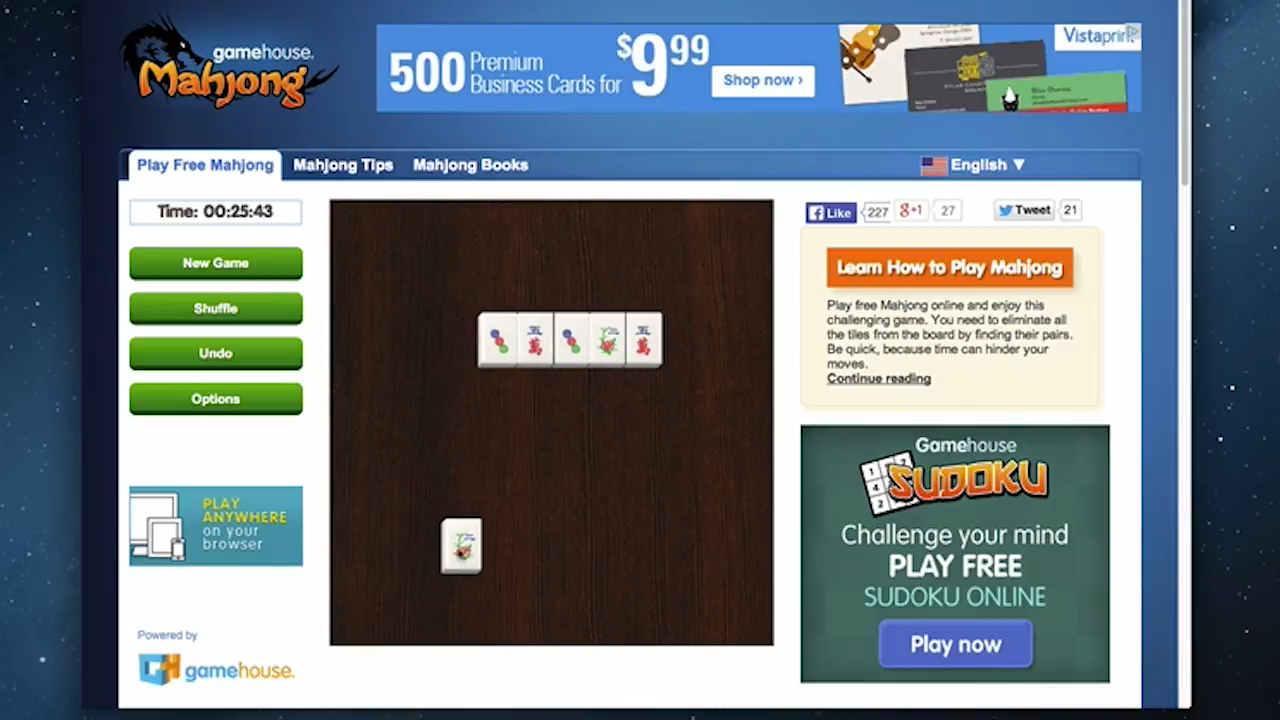 gamehouse.
Mahjong
500 Premium Business Cards for $9.99
Shop now ›
Vistaprint
Play Free Mahjong
Mahjong Tips
Mahjong Books
English ▼
Time: 00:25:43
New Game
Shuffle
Undo
Options
PLAY
ANYWHERE
on your
browser
Powered by
gamehouse.
五
五
Like
227
g+1
27
Tweet
21
Learn How to Play Mahjong
Play free Mahjong online and enjoy this
challenging game. You need to eliminate all
the tiles from the board by finding their pairs.
Be quick, because time can hinder your
moves.
Continue reading
Gamehouse
SUDOKU
Challenge your mind
PLAY FREE
SUDOKU ONLINE
Play now